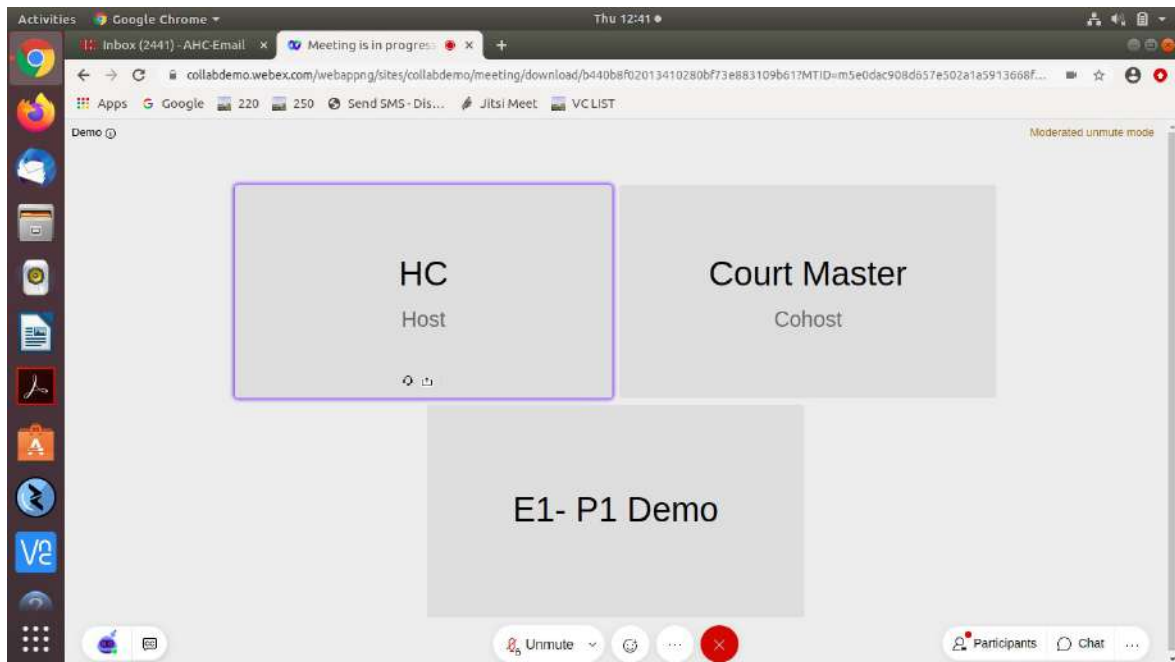 Activities Google Chrome Thu 12:41
Inbox (2441) - AHC-Email × Meeting is in progress × +
collabdemo.webex.com/webappng/sites/collabdemo/meeting/download/b440b8f02013410280bf73e883109b61?MTID=m5e0dac908d657e502a1a5913668f...
Apps Google 220 250 Send SMS - Dis... Jitsi Meet VC LIST
Demo Moderated unmute mode
HC Court Master
Host Cohost
E1- P1 Demo
Unmute Participants Chat